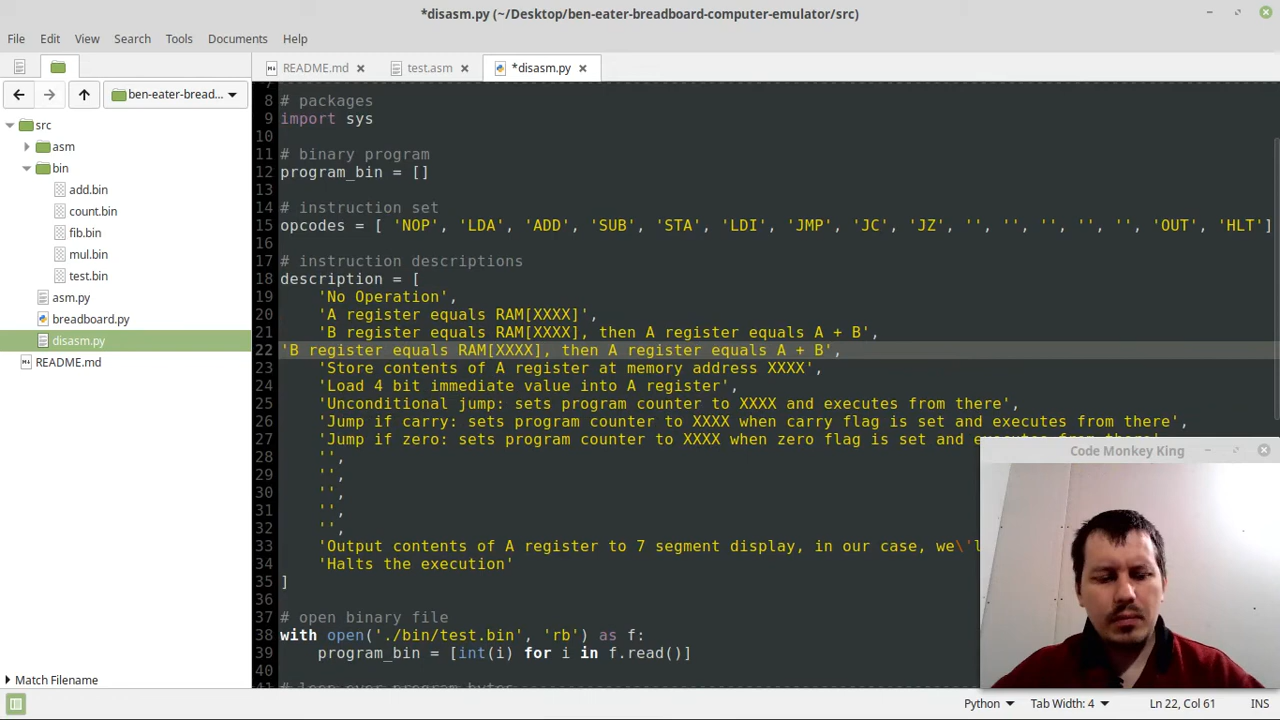 *disasm.py (~/Desktop/ben-eater-breadboard-computer-emulator/src)
File Edit View Search Tools Documents Help
README.md test.asm *disasm.py
ben-eater-bread...
src
asm
bin
add.bin
count.bin
fib.bin
mul.bin
test.bin
asm.py
breadboard.py
disasm.py
README.md
Match Filename
7
8 # packages
9 import sys
10
11 # binary program
12 program_bin = []
13
14 # instruction set
15 opcodes = [ 'NOP', 'LDA', 'ADD', 'SUB', 'STA', 'LDI', 'JMP', 'JC', 'JZ', '', '', '', '', '', 'OUT', 'HLT']
16
17 # instruction descriptions
18 description = [
19 'No Operation',
20 'A register equals RAM[XXXX]',
21 'B register equals RAM[XXXX], then A register equals A + B',
22 'B register equals RAM[XXXX], then A register equals A + B',
23 'Store contents of A register at memory address XXXX',
24 'Load 4 bit immediate value into A register',
25 'Unconditional jump: sets program counter to XXXX and executes from there',
26 'Jump if carry: sets program counter to XXXX when carry flag is set and executes from there',
27 'Jump if zero: sets program counter to XXXX when zero flag is set and executes from there'
28 '',
29 '',
30 '',
31 '',
32 '',
33 'Output contents of A register to 7 segment display, in our case, we\'l
34 'Halts the execution'
35 ]
36
37 # open binary file
38 with open('./bin/test.bin', 'rb') as f:
39 program_bin = [int(i) for i in f.read()]
40
41 # loop over program bytes
Code Monkey King
Python Tab Width: 4 Ln 22, Col 61 INS